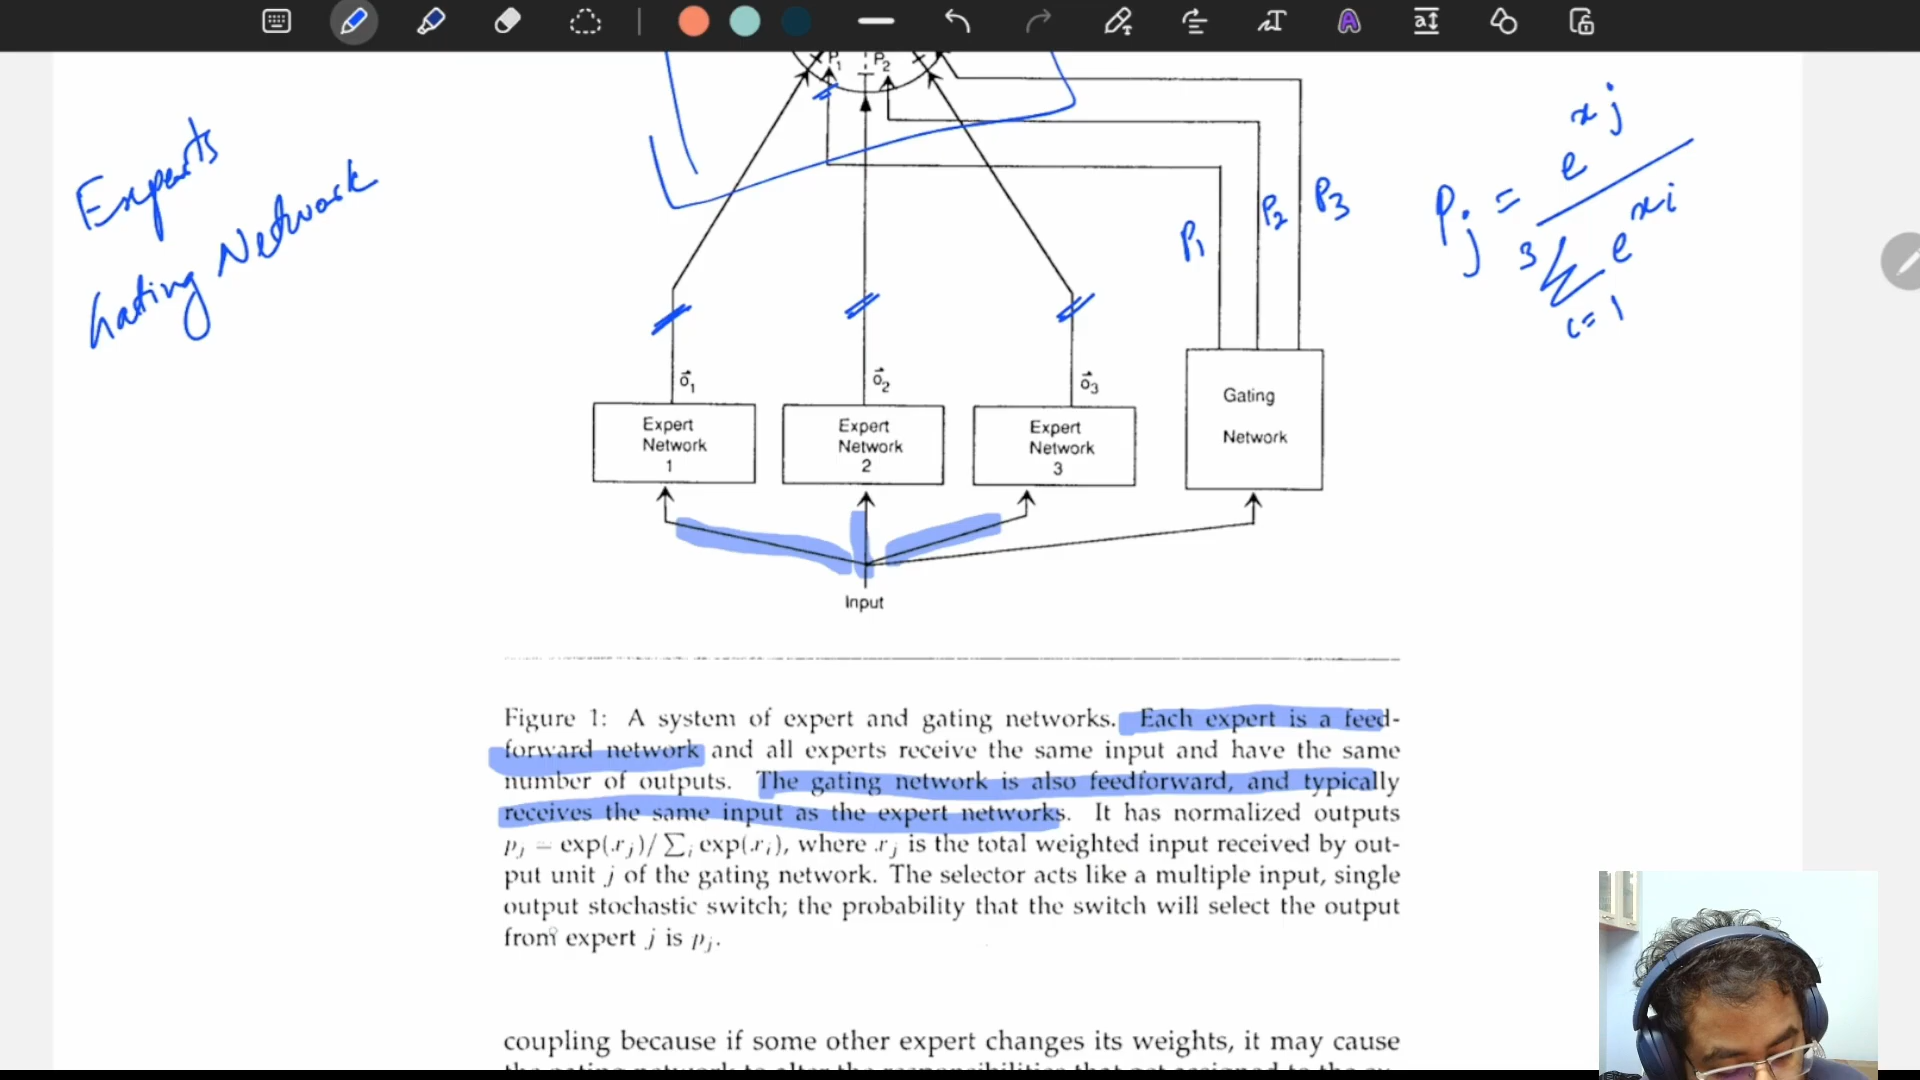 P1 P2
Experts
Gating Network
P1 P2 P3
Pj = e^xj / 3 Σ i=1 e^xi
o⃗1 o⃗2 o⃗3
Expert Network 1
Expert Network 2
Expert Network 3
Gating Network
Input
Figure 1: A system of expert and gating networks. Each expert is a feed-
forward network and all experts receive the same input and have the same
number of outputs. The gating network is also feedforward, and typically
receives the same input as the expert networks. It has normalized outputs
pj = exp(xj)/∑i exp(xi), where xj is the total weighted input received by out-
put unit j of the gating network. The selector acts like a multiple input, single
output stochastic switch; the probability that the switch will select the output
from expert j is pj.
coupling because if some other expert changes its weights, it may cause